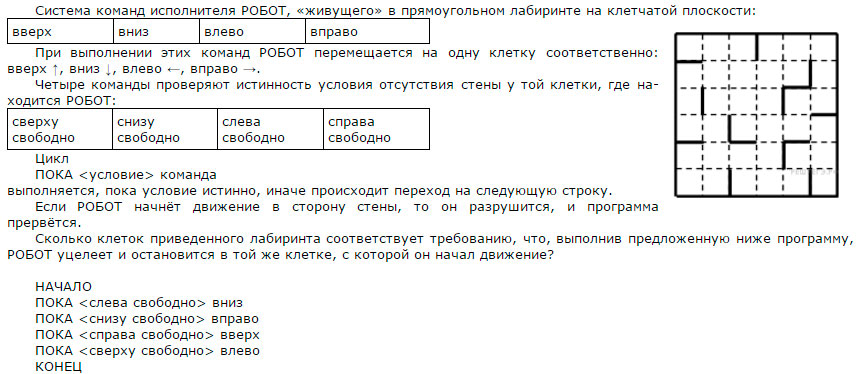 Система команд исполнителя РОБОТ, «живущего» в прямоугольном лабиринте на клетчатой плоскости:
вверх вниз влево вправо
При выполнении этих команд РОБОТ перемещается на одну клетку соответственно:
вверх ↑, вниз ↓, влево ←, вправо →.
Четыре команды проверяют истинность условия отсутствия стены у той клетки, где на-
ходится РОБОТ:
сверху снизу слева справа
свободно свободно свободно свободно
Цикл
ПОКА <условие> команда
выполняется, пока условие истинно, иначе происходит переход на следующую строку.
Если РОБОТ начнёт движение в сторону стены, то он разрушится, и программа
прервётся.
Сколько клеток приведенного лабиринта соответствует требованию, что, выполнив предложенную ниже программу,
РОБОТ уцелеет и остановится в той же клетке, с которой он начал движение?
НАЧАЛО
ПОКА <слева свободно> вниз
ПОКА <снизу свободно> вправо
ПОКА <справа свободно> вверх
ПОКА <сверху свободно> влево
КОНЕЦ